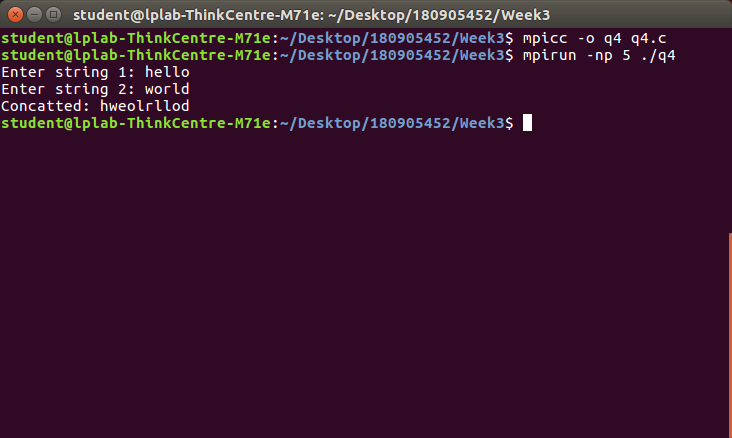 student@lplab-ThinkCentre-M71e: ~/Desktop/180905452/Week3
student@lplab-ThinkCentre-M71e:~/Desktop/180905452/Week3$ mpicc -o q4 q4.c
student@lplab-ThinkCentre-M71e:~/Desktop/180905452/Week3$ mpirun -np 5 ./q4
Enter string 1: hello
Enter string 2: world
Concatted: hweolrllod
student@lplab-ThinkCentre-M71e:~/Desktop/180905452/Week3$